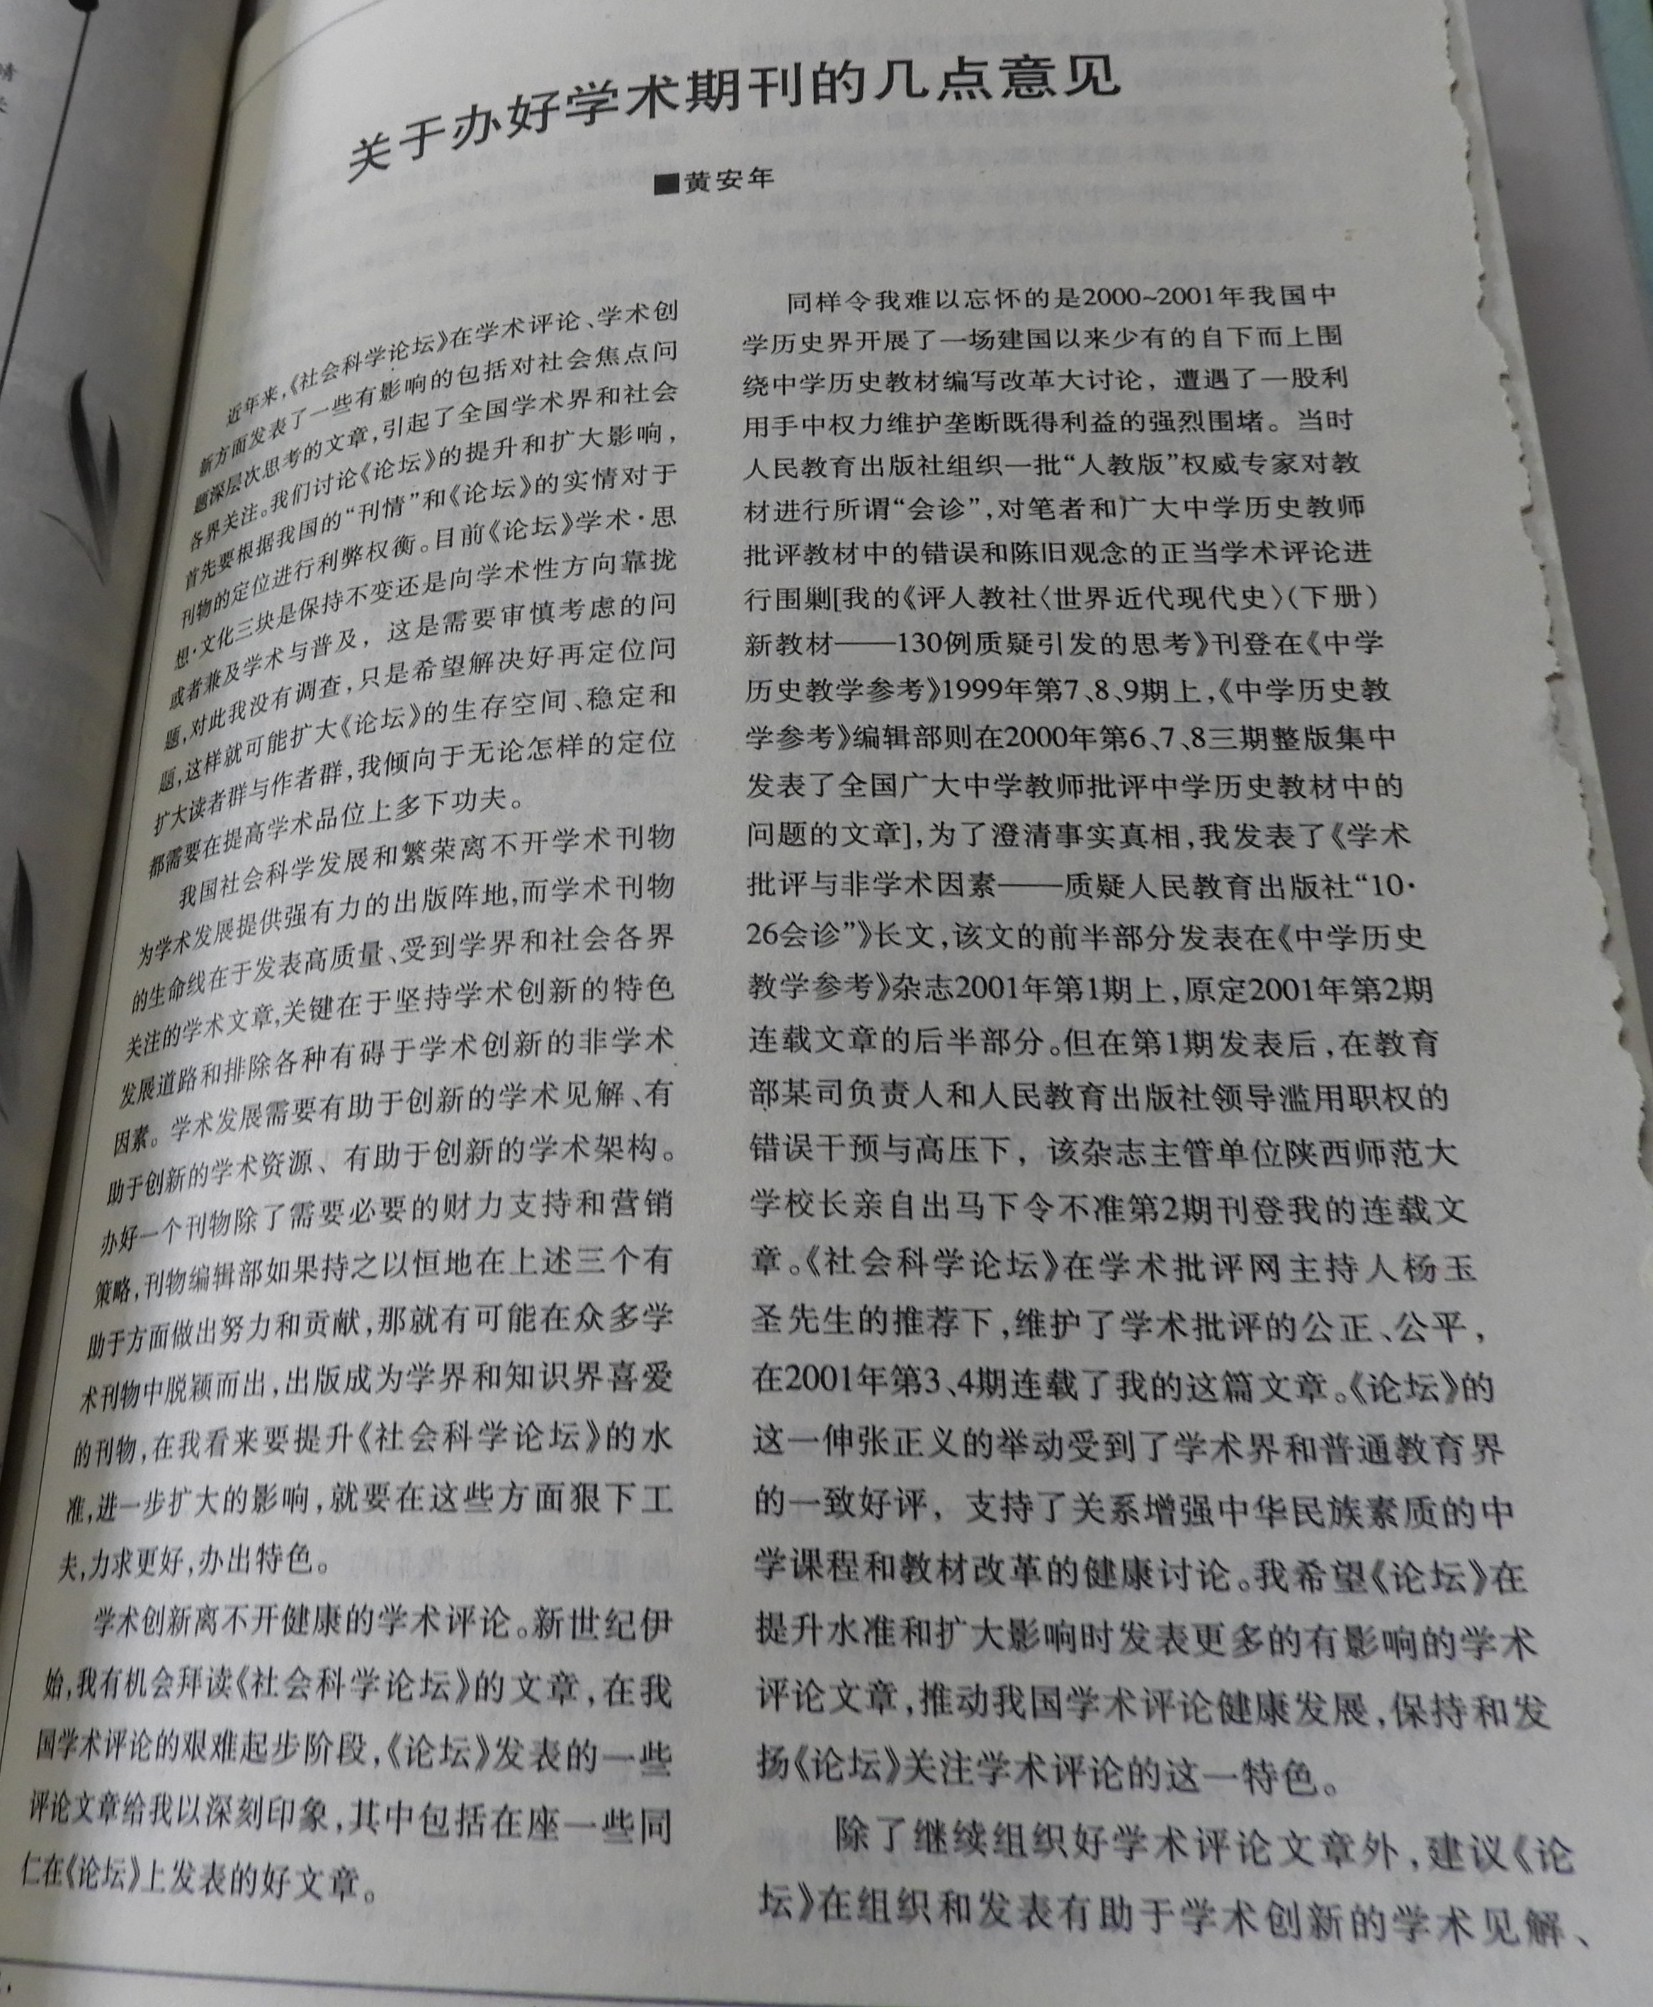 关于办好学术期刊的几点意见
■黄安年
近年来,《社会科学论坛》在学术评论、学术创
新方面发表了一些有影响的包括对社会焦点问
题深层次思考的文章,引起了全国学术界和社会
各界关注。我们讨论《论坛》的提升和扩大影响,
首先要根据我国的“刊情”和《论坛》的实情对于
刊物的定位进行利弊权衡。目前《论坛》学术·思
想·文化三块是保持不变还是向学术性方向靠拢
或者兼及学术与普及，这是需要审慎考虑的问
题,对此我没有调查,只是希望解决好再定位问
题,这样就可能扩大《论坛》的生存空间、稳定和
扩大读者群与作者群,我倾向于无论怎样的定位
都需要在提高学术品位上多下功夫。
我国社会科学发展和繁荣离不开学术刊物
为学术发展提供强有力的出版阵地,而学术刊物
的生命线在于发表高质量、受到学界和社会各界
关注的学术文章,关键在于坚持学术创新的特色
发展道路和排除各种有碍于学术创新的非学术
因素。学术发展需要有助于创新的学术见解、有
助于创新的学术资源、有助于创新的学术架构。
办好一个刊物除了需要必要的财力支持和营销
策略,刊物编辑部如果持之以恒地在上述三个有
助于方面做出努力和贡献,那就有可能在众多学
术刊物中脱颖而出,出版成为学界和知识界喜爱
的刊物,在我看来要提升《社会科学论坛》的水
准,进一步扩大的影响,就要在这些方面狠下工
夫,力求更好,办出特色。
学术创新离不开健康的学术评论。新世纪伊
始,我有机会拜读《社会科学论坛》的文章,在我
国学术评论的艰难起步阶段,《论坛》发表的一些
评论文章给我以深刻印象,其中包括在座一些同
仁在《论坛》上发表的好文章。
同样令我难以忘怀的是2000~2001年我国中
学历史界开展了一场建国以来少有的自下而上围
绕中学历史教材编写改革大讨论，遭遇了一股利
用手中权力维护垄断既得利益的强烈围堵。当时
人民教育出版社组织一批“人教版”权威专家对教
材进行所谓“会诊”,对笔者和广大中学历史教师
批评教材中的错误和陈旧观念的正当学术评论进
行围剿[我的《评人教社〈世界近代现代史〉(下册)
新教材——130例质疑引发的思考》刊登在《中学
历史教学参考》1999年第7、8、9期上,《中学历史教
学参考》编辑部则在2000年第6、7、8三期整版集中
发表了全国广大中学教师批评中学历史教材中的
问题的文章],为了澄清事实真相,我发表了《学术
批评与非学术因素——质疑人民教育出版社“10·
26会诊”》长文,该文的前半部分发表在《中学历史
教学参考》杂志2001年第1期上,原定2001年第2期
连载文章的后半部分。但在第1期发表后,在教育
部某司负责人和人民教育出版社领导滥用职权的
错误干预与高压下，该杂志主管单位陕西师范大
学校长亲自出马下令不准第2期刊登我的连载文
章。《社会科学论坛》在学术批评网主持人杨玉
圣先生的推荐下,维护了学术批评的公正、公平,
在2001年第3、4期连载了我的这篇文章。《论坛》的
这一伸张正义的举动受到了学术界和普通教育界
的一致好评，支持了关系增强中华民族素质的中
学课程和教材改革的健康讨论。我希望《论坛》在
提升水准和扩大影响时发表更多的有影响的学术
评论文章,推动我国学术评论健康发展,保持和发
扬《论坛》关注学术评论的这一特色。
除了继续组织好学术评论文章外,建议《论
坛》在组织和发表有助于学术创新的学术见解、